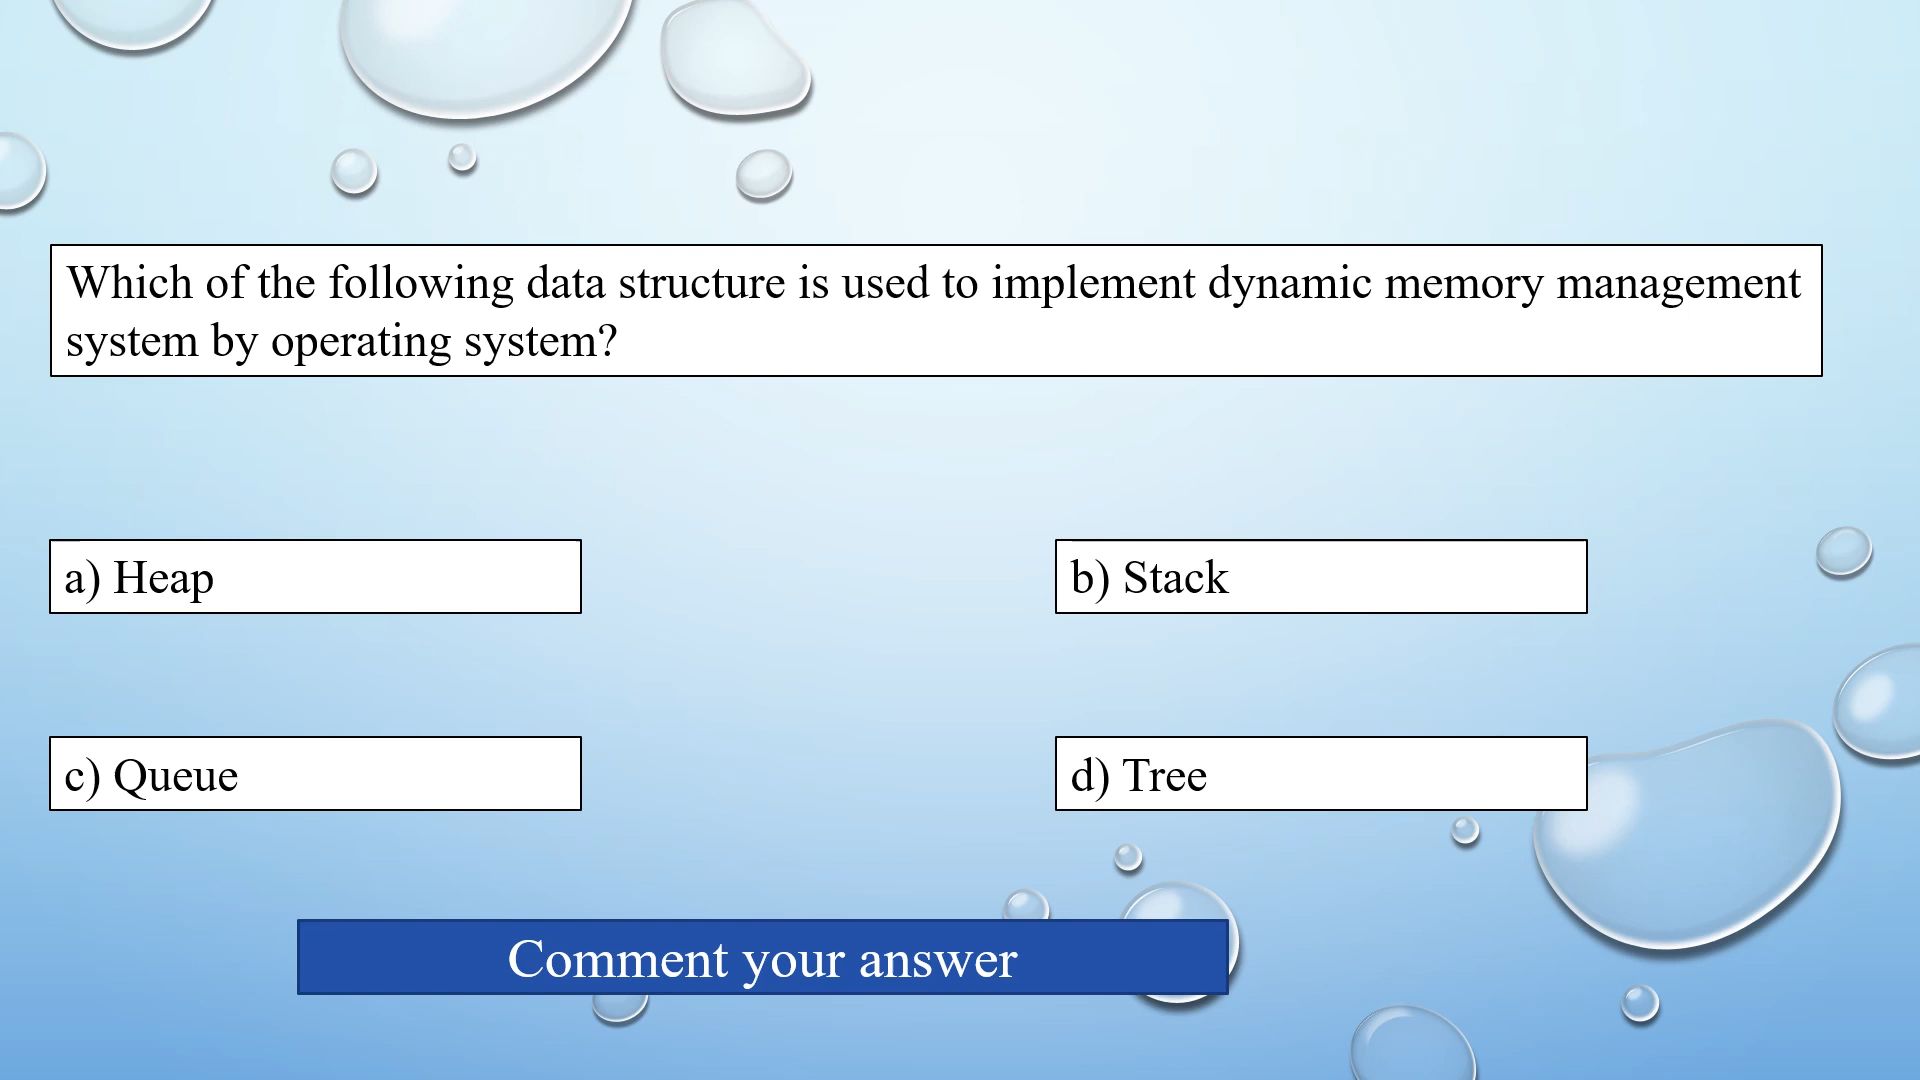 Which of the following data structure is used to implement dynamic memory management
system by operating system?
a) Heap
b) Stack
c) Queue
d) Tree
Comment your answer